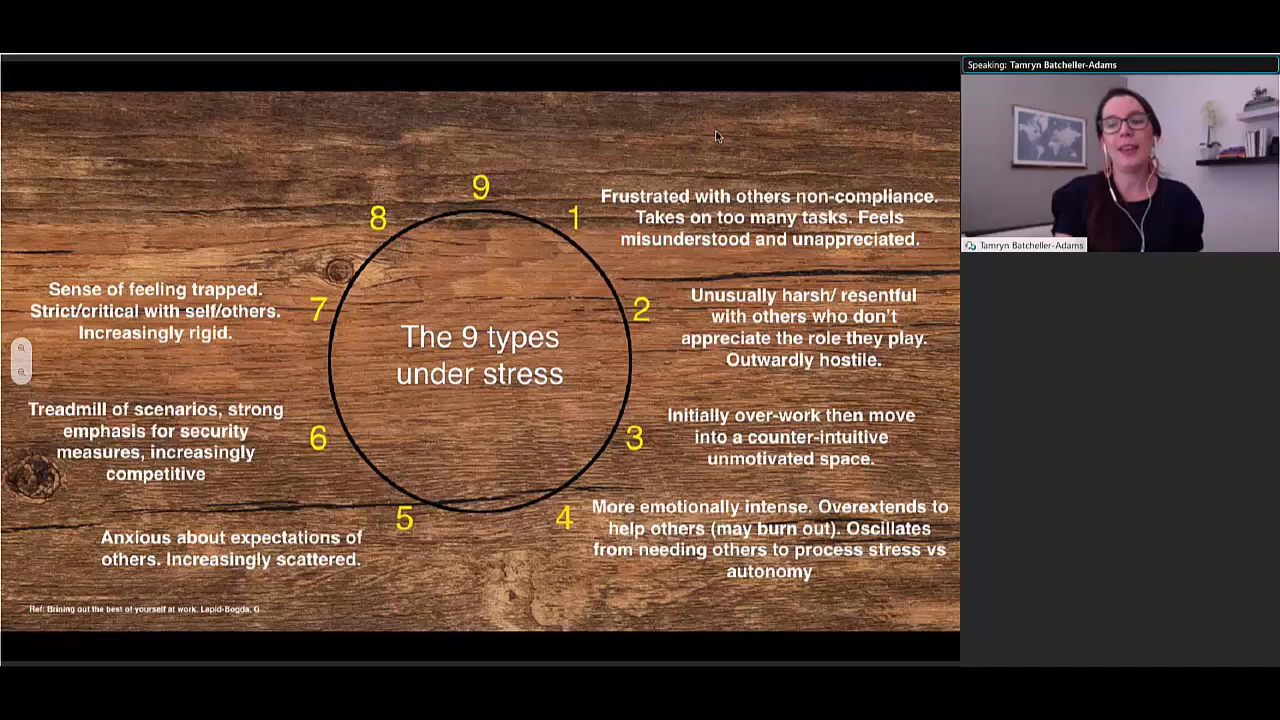 Speaking: Tamryn Batcheller-Adams
Tamryn Batcheller-Adams
9
8
1
Frustrated with others non-compliance.
Takes on too many tasks. Feels
misunderstood and unappreciated.
Sense of feeling trapped.
Strict/critical with self/others.
Increasingly rigid.
7
2
Unusually harsh/ resentful
with others who don't
appreciate the role they play.
Outwardly hostile.
The 9 types
under stress
Treadmill of scenarios, strong
emphasis for security
measures, increasingly
competitive
6
3
Initially over-work then move
into a counter-intuitive
unmotivated space.
5
4
More emotionally intense. Overextends to
help others (may burn out). Oscillates
from needing others to process stress vs
autonomy
Anxious about expectations of
others. Increasingly scattered.
Ref: Brining out the best of yourself at work. Lapid-Bogda, G